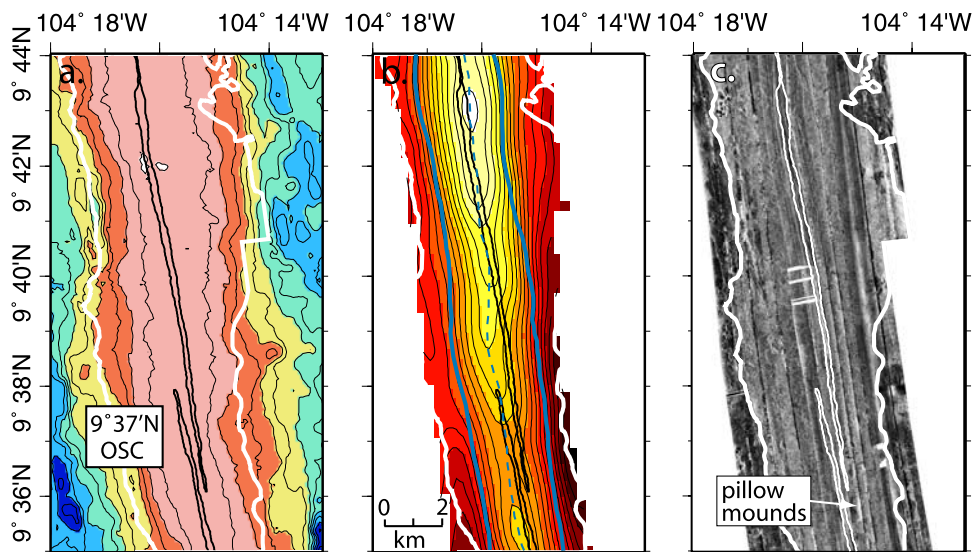 104° 18'W
104° 14'W
104° 18'W
104° 14'W
104° 18'W
104° 14'W
9° 44'N
9° 42'N
9° 40'N
9° 38'N
9° 36'N
a.
b.
c.
9°37'N
OSC
0 2
km
pillow
mounds